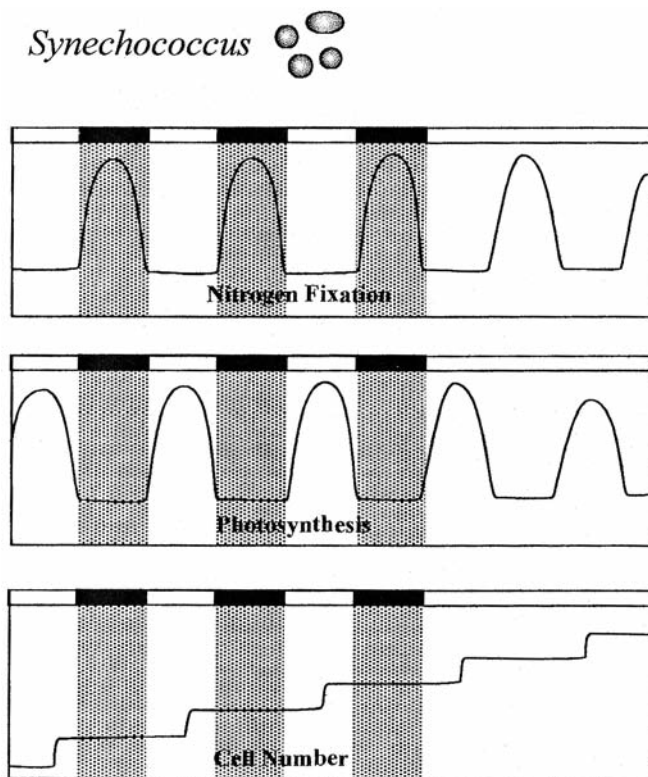 Synechococcus
Nitrogen Fixation
Photosynthesis
Cell Number